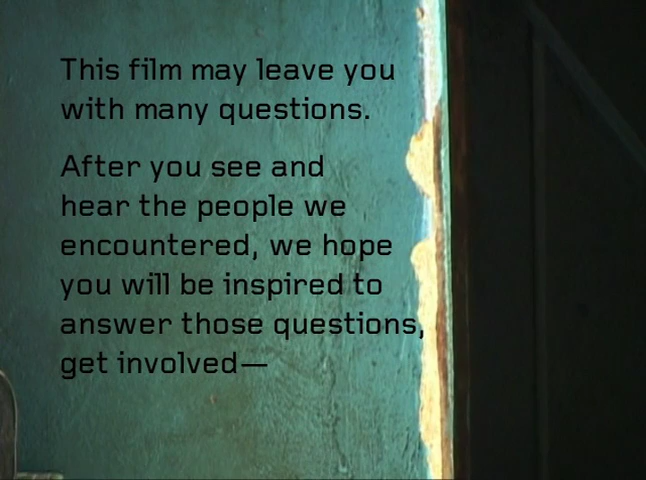 This film may leave you
with many questions.
After you see and
hear the people we
encountered, we hope
you will be inspired to
answer those questions,
get involved—